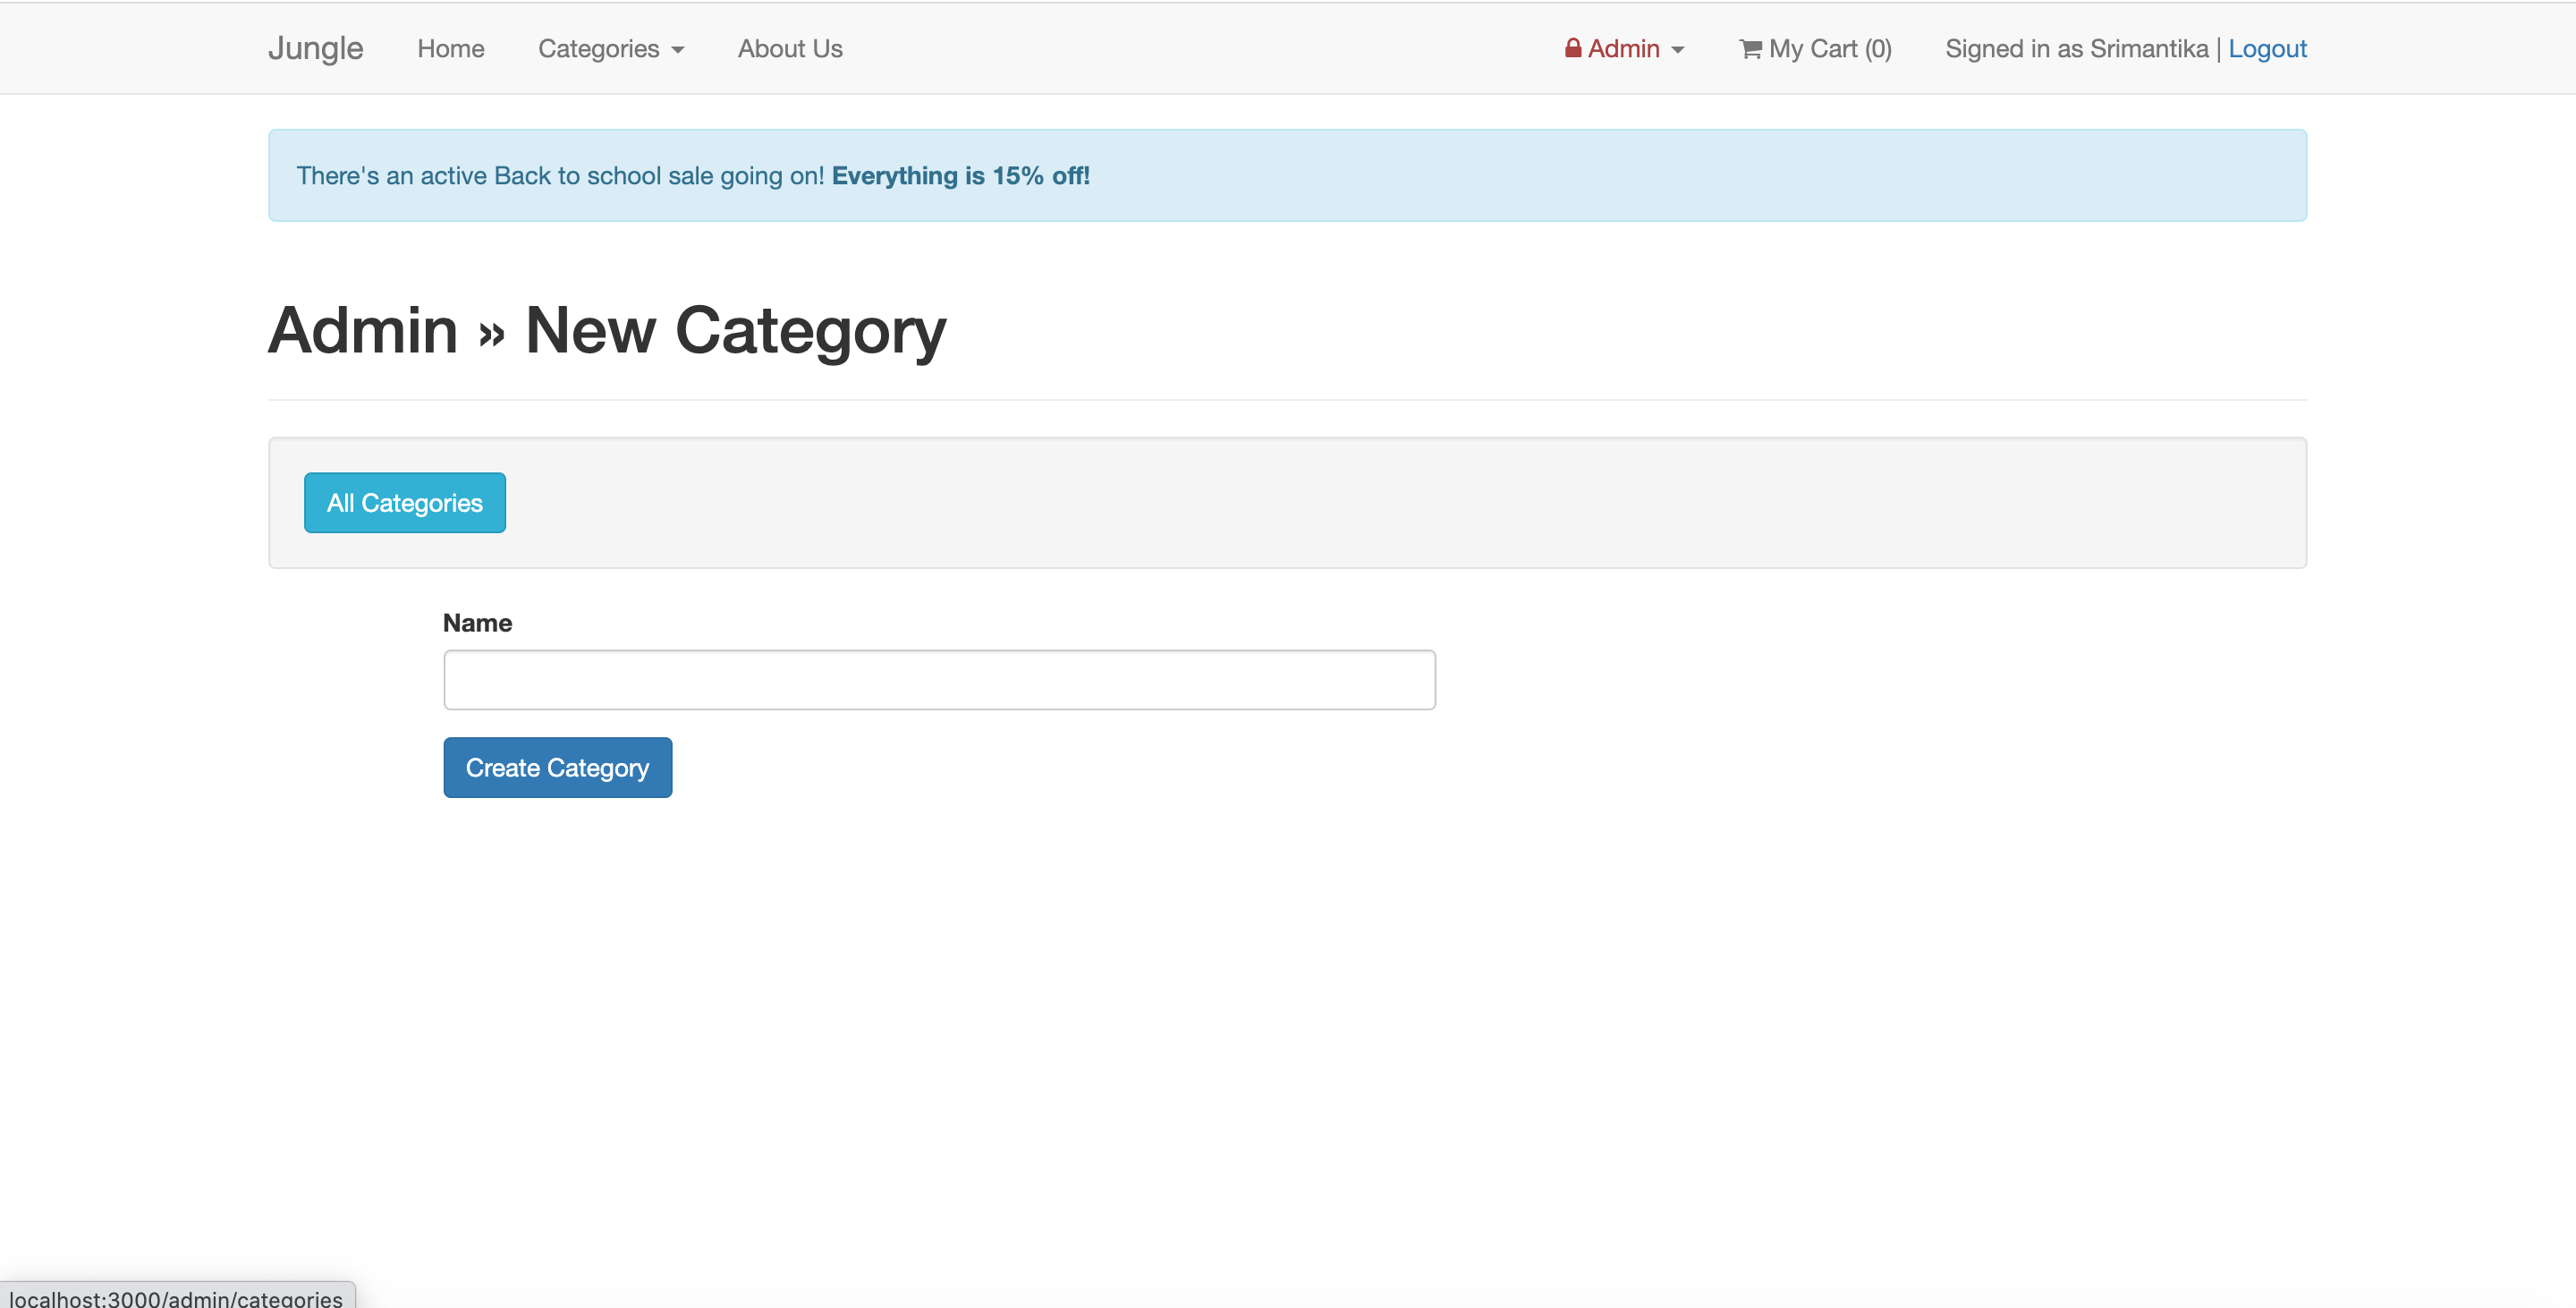 Jungle Home Categories About Us Admin My Cart (0) Signed in as Srimantika | Logout
There's an active Back to school sale going on! Everything is 15% off!
Admin » New Category
All Categories
Name
Create Category
localhost:3000/admin/categories